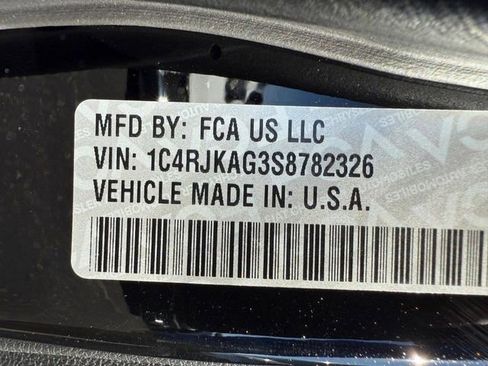 MFD BY: FCA US LLC
VIN: 1C4RJKAG3S8782326
VEHICLE MADE IN: U.S.A.